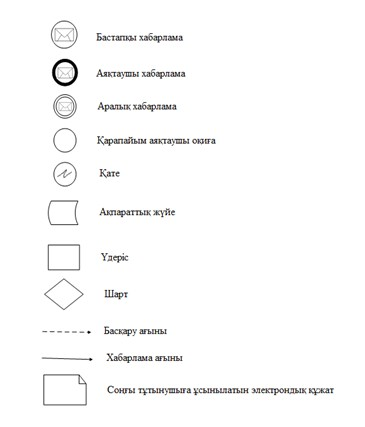 Бастапқы хабарлама
Аяқтаушы хабарлама
Аралық хабарлама
Қарапайым аяқтаушы оқиға
Қате
Ақпараттық жүйе
Үдеріс
Шарт
Басқару ағыны
Хабарлама ағыны
Соңғы тұтынушыға ұсынылатын электрондық құжат